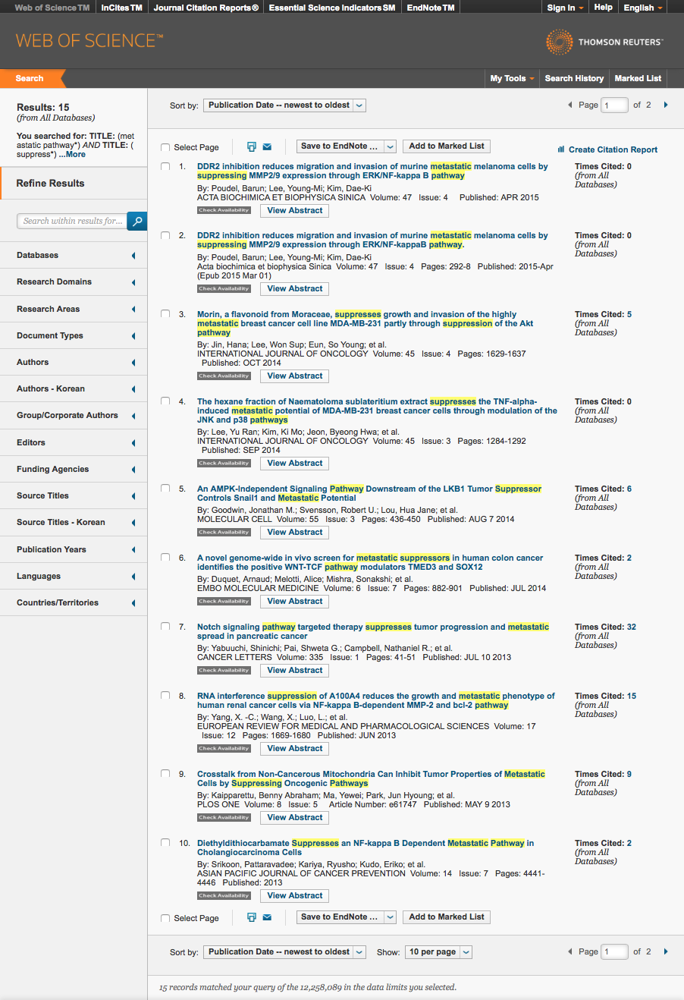 Web of Science TM InCites TM Journal Citation Reports® Essential Science Indicators SM EndNote TM Sign In Help English
WEB OF SCIENCE™
THOMSON REUTERS™
Search My Tools Search History Marked List
Results: 15
(from All Databases)
You searched for: TITLE: (met
astatic pathway*) AND TITLE: (
suppress*) ...More
Refine Results
Search within results for...
Databases
Research Domains
Research Areas
Document Types
Authors
Authors - Korean
Group/Corporate Authors
Editors
Funding Agencies
Source Titles
Source Titles - Korean
Publication Years
Languages
Countries/Territories
Sort by: Publication Date -- newest to oldest Page 1 of 2
Select Page Save to EndNote ... Add to Marked List
Create Citation Report
1. DDR2 inhibition reduces migration and invasion of murine metastatic melanoma cells by
suppressing MMP2/9 expression through ERK/NF-kappa B pathway
By: Poudel, Barun; Lee, Young-Mi; Kim, Dae-Ki
ACTA BIOCHIMICA ET BIOPHYSICA SINICA Volume: 47 Issue: 4 Published: APR 2015
Check Availability View Abstract
Times Cited: 0
(from All
Databases)
2. DDR2 inhibition reduces migration and invasion of murine metastatic melanoma cells by
suppressing MMP2/9 expression through ERK/NF-kappaB pathway.
By: Poudel, Barun; Lee, Young-Mi; Kim, Dae-Ki
Acta biochimica et biophysica Sinica Volume: 47 Issue: 4 Pages: 292-8 Published: 2015-Apr
(Epub 2015 Mar 01)
Check Availability View Abstract
Times Cited: 0
(from All
Databases)
3. Morin, a flavonoid from Moraceae, suppresses growth and invasion of the highly
metastatic breast cancer cell line MDA-MB-231 partly through suppression of the Akt
pathway
By: Jin, Hana; Lee, Won Sup; Eun, So Young; et al.
INTERNATIONAL JOURNAL OF ONCOLOGY Volume: 45 Issue: 4 Pages: 1629-1637
Published: OCT 2014
Check Availability View Abstract
Times Cited: 5
(from All
Databases)
4. The hexane fraction of Naematoloma sublateritium extract suppresses the TNF-alpha-
induced metastatic potential of MDA-MB-231 breast cancer cells through modulation of the
JNK and p38 pathways
By: Lee, Yu Ran; Kim, Ki Mo; Jeon, Byeong Hwa; et al.
INTERNATIONAL JOURNAL OF ONCOLOGY Volume: 45 Issue: 3 Pages: 1284-1292
Published: SEP 2014
Check Availability View Abstract
Times Cited: 0
(from All
Databases)
5. An AMPK-Independent Signaling Pathway Downstream of the LKB1 Tumor Suppressor
Controls Snail1 and Metastatic Potential
By: Goodwin, Jonathan M.; Svensson, Robert U.; Lou, Hua Jane; et al.
MOLECULAR CELL Volume: 55 Issue: 3 Pages: 436-450 Published: AUG 7 2014
Check Availability View Abstract
Times Cited: 6
(from All
Databases)
6. A novel genome-wide in vivo screen for metastatic suppressors in human colon cancer
identifies the positive WNT-TCF pathway modulators TMED3 and SOX12
By: Duquet, Arnaud; Melotti, Alice; Mishra, Sonakshi; et al.
EMBO MOLECULAR MEDICINE Volume: 6 Issue: 7 Pages: 882-901 Published: JUL 2014
Check Availability View Abstract
Times Cited: 2
(from All
Databases)
7. Notch signaling pathway targeted therapy suppresses tumor progression and metastatic
spread in pancreatic cancer
By: Yabuuchi, Shinichi; Pai, Shweta G.; Campbell, Nathaniel R.; et al.
CANCER LETTERS Volume: 335 Issue: 1 Pages: 41-51 Published: JUL 10 2013
Check Availability View Abstract
Times Cited: 32
(from All
Databases)
8. RNA interference suppression of A100A4 reduces the growth and metastatic phenotype of
human renal cancer cells via NF-kappa B-dependent MMP-2 and bcl-2 pathway
By: Yang, X. -C.; Wang, X.; Luo, L.; et al.
EUROPEAN REVIEW FOR MEDICAL AND PHARMACOLOGICAL SCIENCES Volume: 17
Issue: 12 Pages: 1669-1680 Published: JUN 2013
Check Availability View Abstract
Times Cited: 15
(from All
Databases)
9. Crosstalk from Non-Cancerous Mitochondria Can Inhibit Tumor Properties of Metastatic
Cells by Suppressing Oncogenic Pathways
By: Kaipparettu, Benny Abraham; Ma, Yewei; Park, Jun Hyoung; et al.
PLOS ONE Volume: 8 Issue: 5 Article Number: e61747 Published: MAY 9 2013
Check Availability View Abstract
Times Cited: 9
(from All
Databases)
10. Diethyldithiocarbamate Suppresses an NF-kappa B Dependent Metastatic Pathway in
Cholangiocarcinoma Cells
By: Srikoon, Pattaravadee; Kariya, Ryusho; Kudo, Eriko; et al.
ASIAN PACIFIC JOURNAL OF CANCER PREVENTION Volume: 14 Issue: 7 Pages: 4441-
4446 Published: 2013
Check Availability View Abstract
Times Cited: 2
(from All
Databases)
Select Page Save to EndNote ... Add to Marked List
Sort by: Publication Date -- newest to oldest Show: 10 per page Page 1 of 2
15 records matched your query of the 12,258,089 in the data limits you selected.